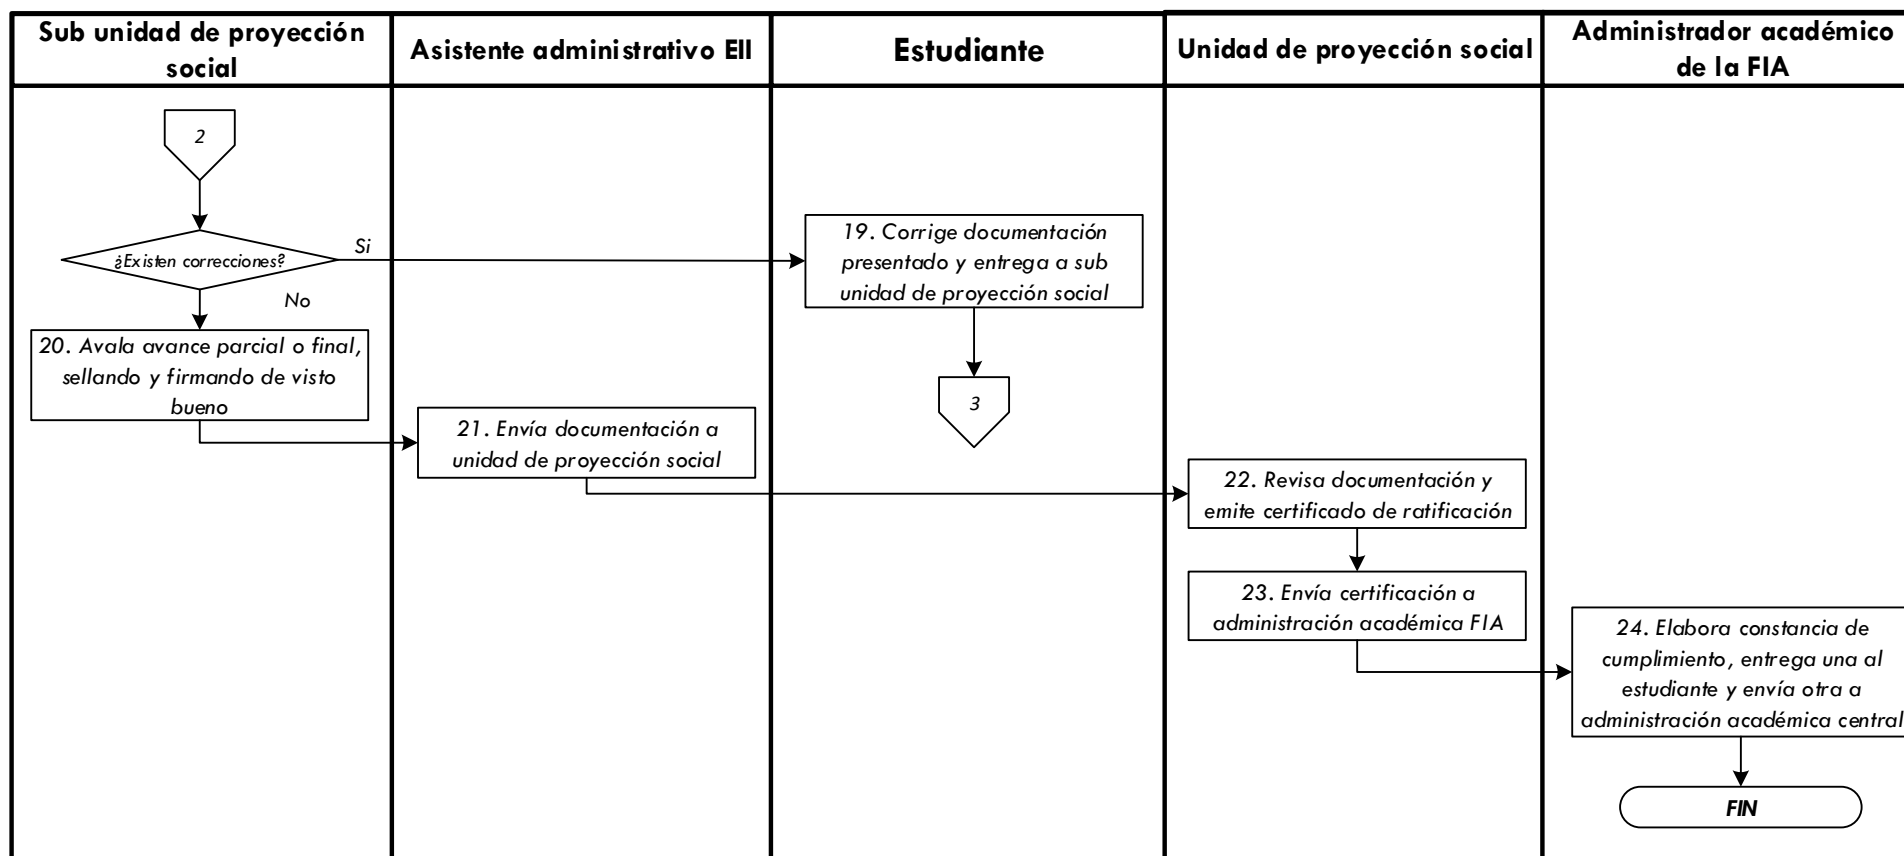 Sub unidad de proyección
social
Asistente administrativo EII
Estudiante
Unidad de proyección social
Administrador académico
de la FIA
2
¿Existen correcciones?
Si
No
19. Corrige documentación
presentado y entrega a sub
unidad de proyección social
20. Avala avance parcial o final,
sellando y firmando de visto
bueno
3
21. Envía documentación a
unidad de proyección social
22. Revisa documentación y
emite certificado de ratificación
23. Envía certificación a
administración académica FIA
24. Elabora constancia de
cumplimiento, entrega una al
estudiante y envía otra a
administración académica central
FIN